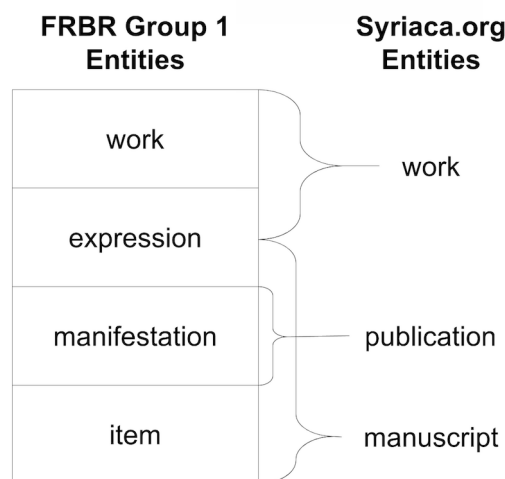 FRBR Group 1
Entities
Syriaca.org
Entities
work
expression
manifestation
item
work
publication
manuscript